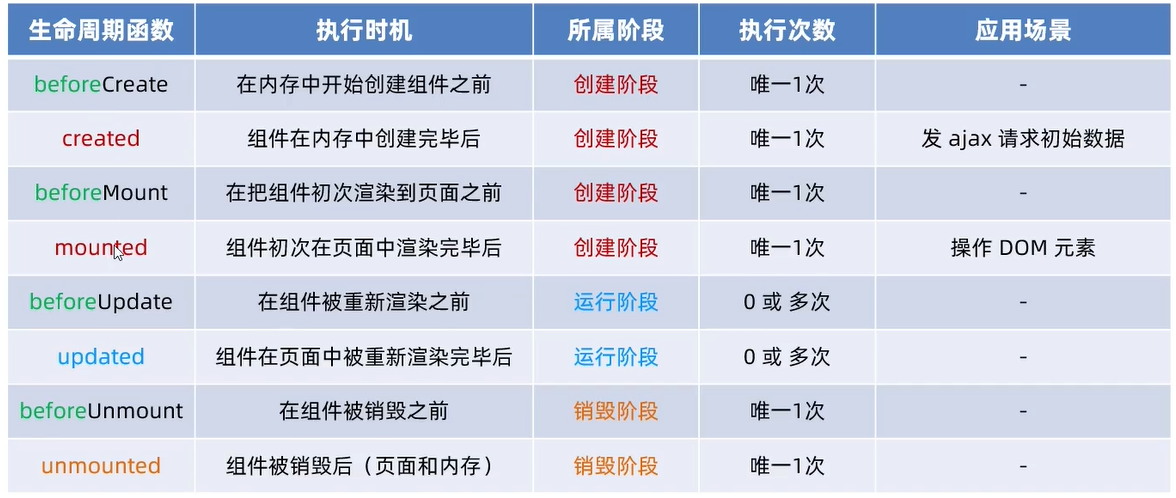 生命周期函数 执行时机 所属阶段 执行次数 应用场景
beforeCreate 在内存中开始创建组件之前 创建阶段 唯一1次 -
created 组件在内存中创建完毕后 创建阶段 唯一1次 发 ajax 请求初始数据
beforeMount 在把组件初次渲染到页面之前 创建阶段 唯一1次 -
mounted 组件初次在页面中渲染完毕后 创建阶段 唯一1次 操作 DOM 元素
beforeUpdate 在组件被重新渲染之前 运行阶段 0 或 多次 -
updated 组件在页面中被重新渲染完毕后 运行阶段 0 或 多次 -
beforeUnmount 在组件被销毁之前 销毁阶段 唯一1次 -
unmounted 组件被销毁后（页面和内存） 销毁阶段 唯一1次 -